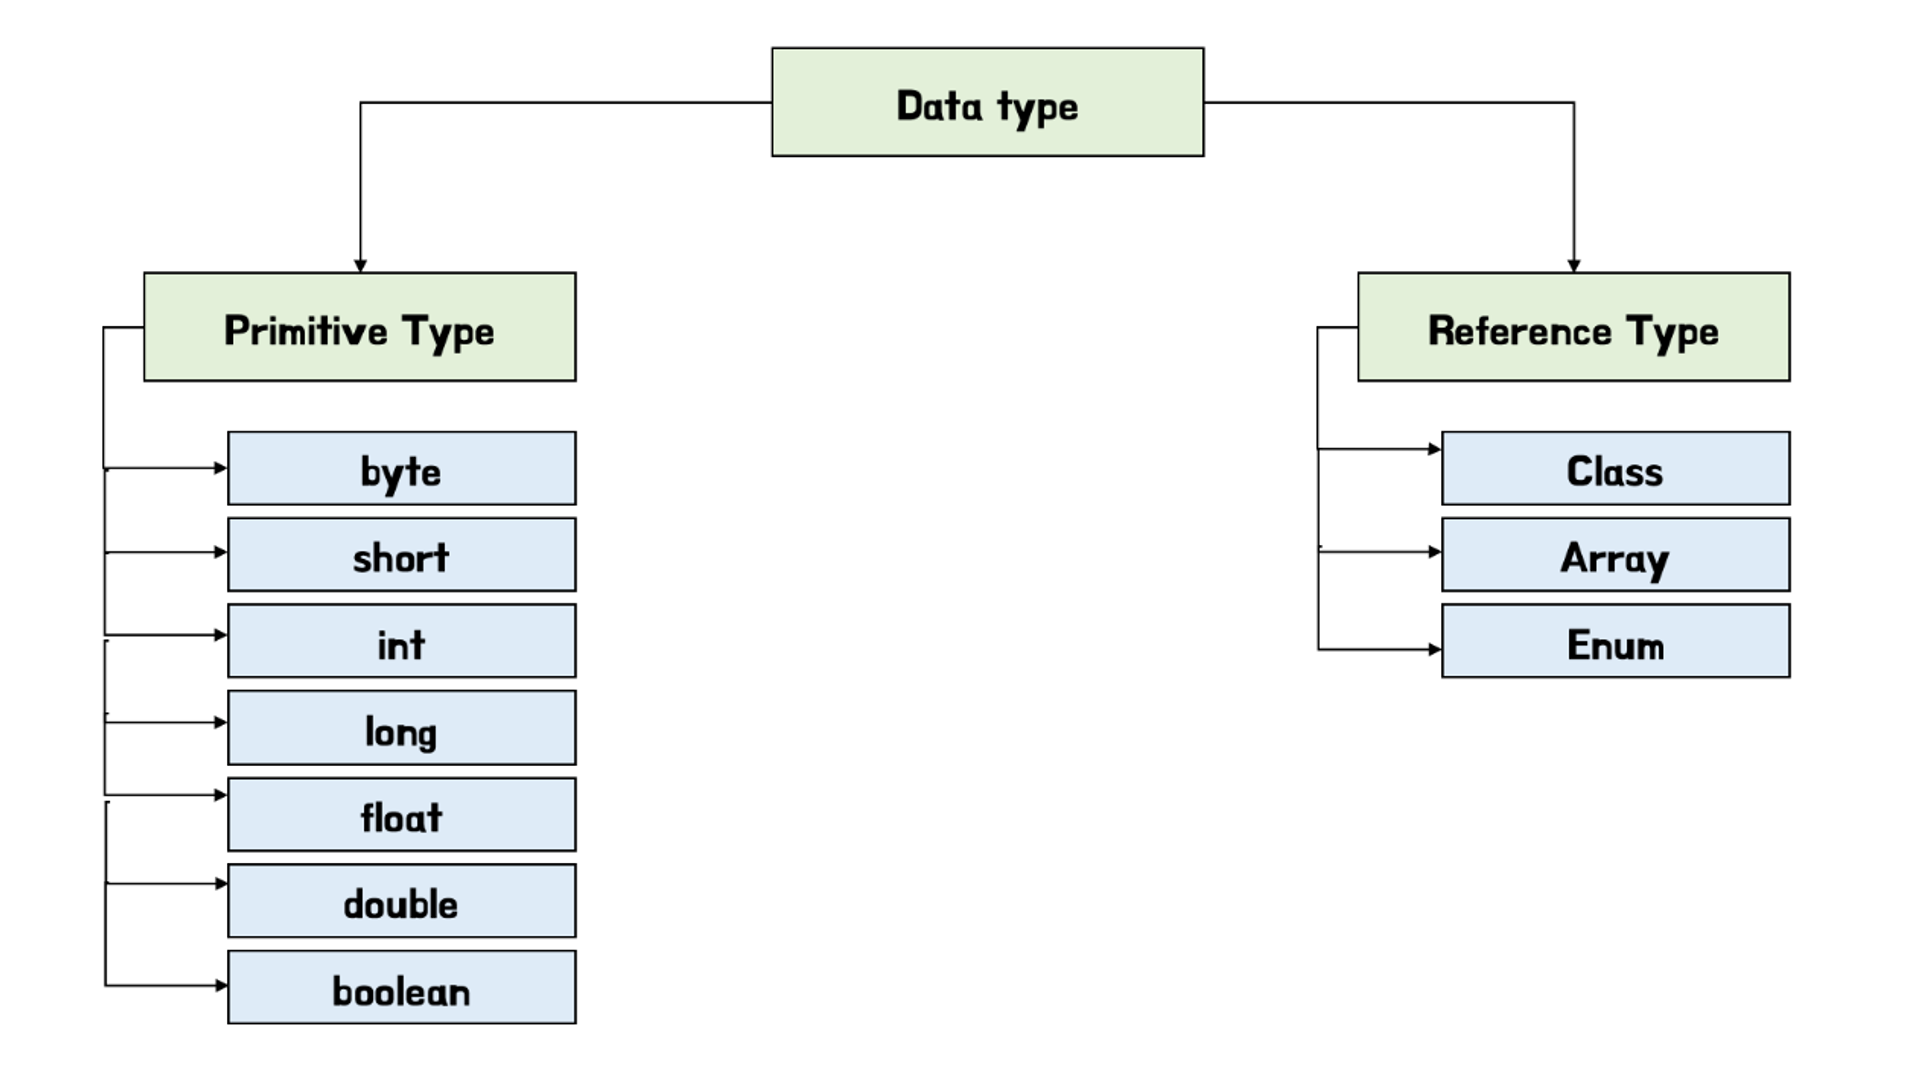 Data type
Primitive Type
byte
short
int
long
float
double
boolean
Reference Type
Class
Array
Enum